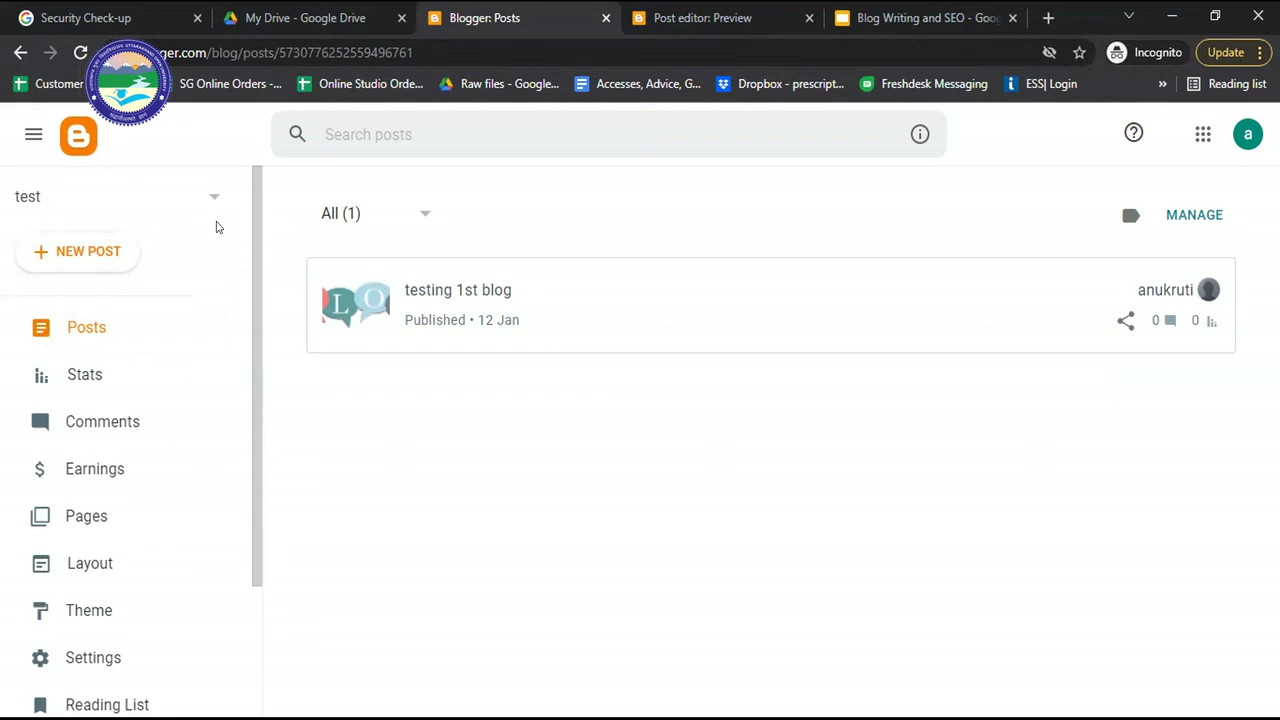 Security Check-up
My Drive - Google Drive
Blogger: Posts
Post editor: Preview
Blog Writing and SEO - Goog
ger.com/blog/posts/5730776252559496761
Incognito
Update
Customer
SG Online Orders -...
Online Studio Orde...
Raw files - Google...
Accesses, Advice, G...
Dropbox - pyt...pt...
Freshdesk Messaging
ESS| Login
»
Reading list
Search posts
a
test
All (1)
MANAGE
+ NEW POST
testing 1st blog
anukruti
Published • 12 Jan
0
0
L O
Posts
Stats
Comments
$ Earnings
Pages
Layout
Theme
Settings
Reading List